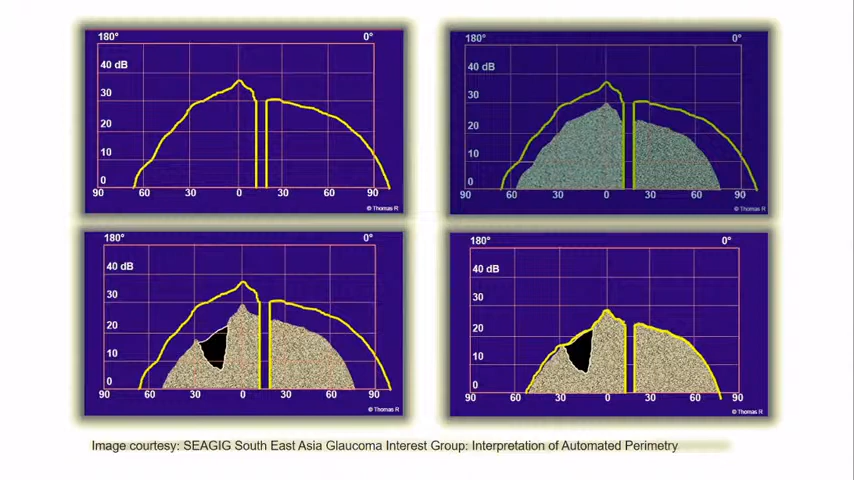 180° 0°
40 dB
30
20
10
0
90 60 30 0 30 60 90
© Thomas R
180° 0°
40 dB
30
20
10
0
90 60 30 0 30 60 90
© Thomas R
180° 0°
40 dB
30
20
10
0
90 60 30 0 30 60 90
© Thomas R
180° 0°
40 dB
30
20
10
0
90 60 30 0 30 60 90
© Thomas R
Image courtesy: SEAGIG South East Asia Glaucoma Interest Group: Interpretation of Automated Perimetry